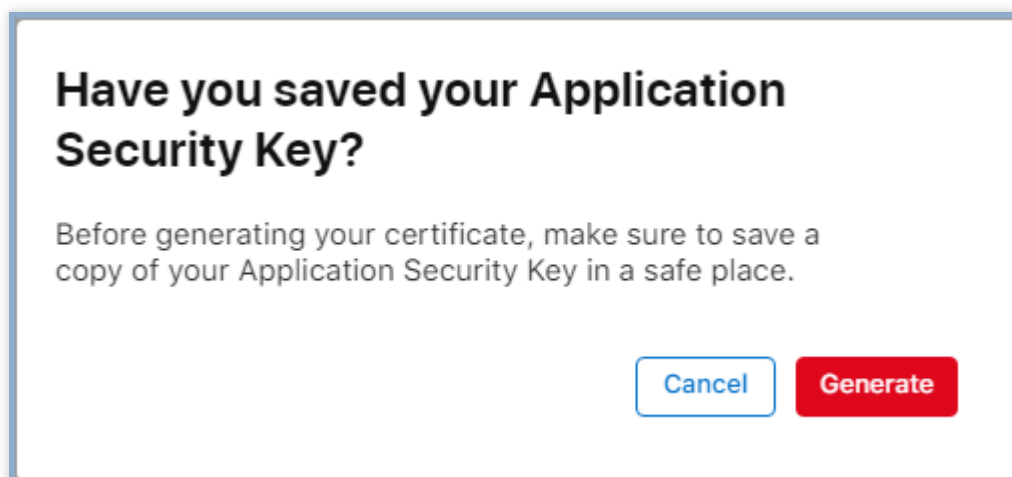 Have you saved your Application
Security Key?
Before generating your certificate, make sure to save a
copy of your Application Security Key in a safe place.
Cancel
Generate